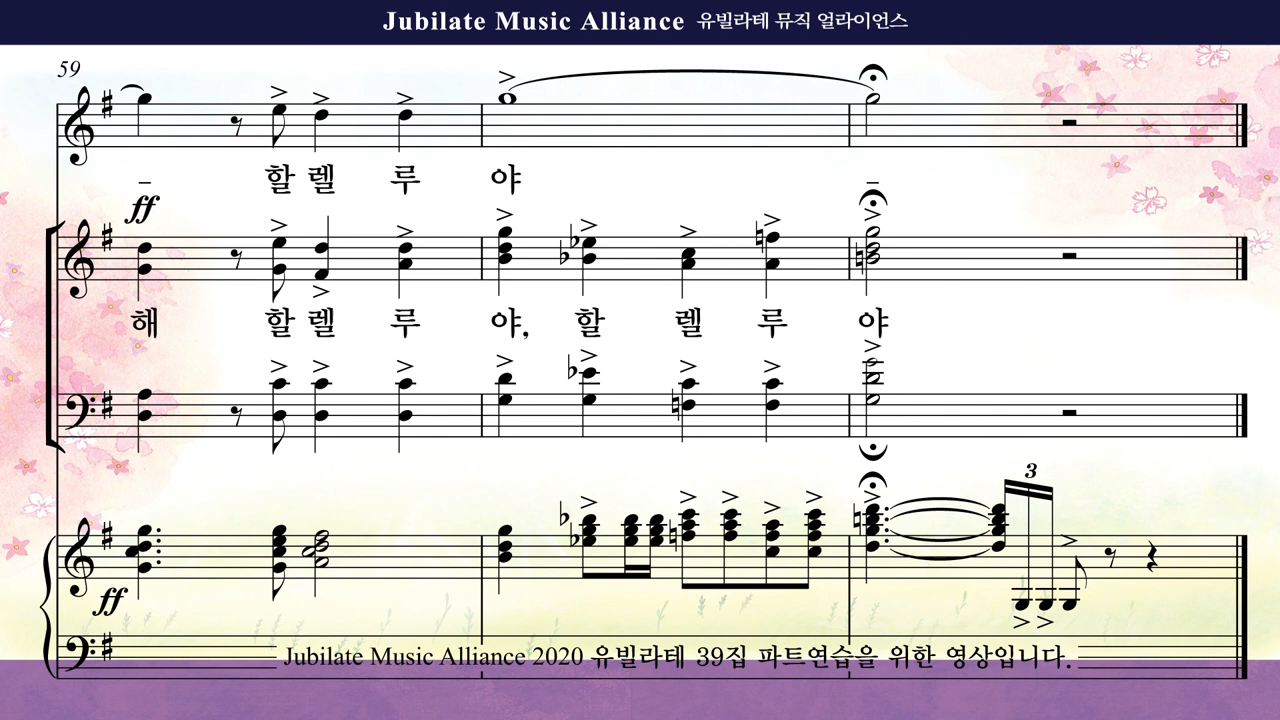 Jubilate Music Alliance 유빌라테 뮤직 얼라이언스
59
– 할 렐 루 야 –
ff
해 할 렐 루 야, 할 렐 루 야
3
ff
Jubilate Music Alliance 2020 유빌라테 39집 파트연습을 위한 영상입니다.